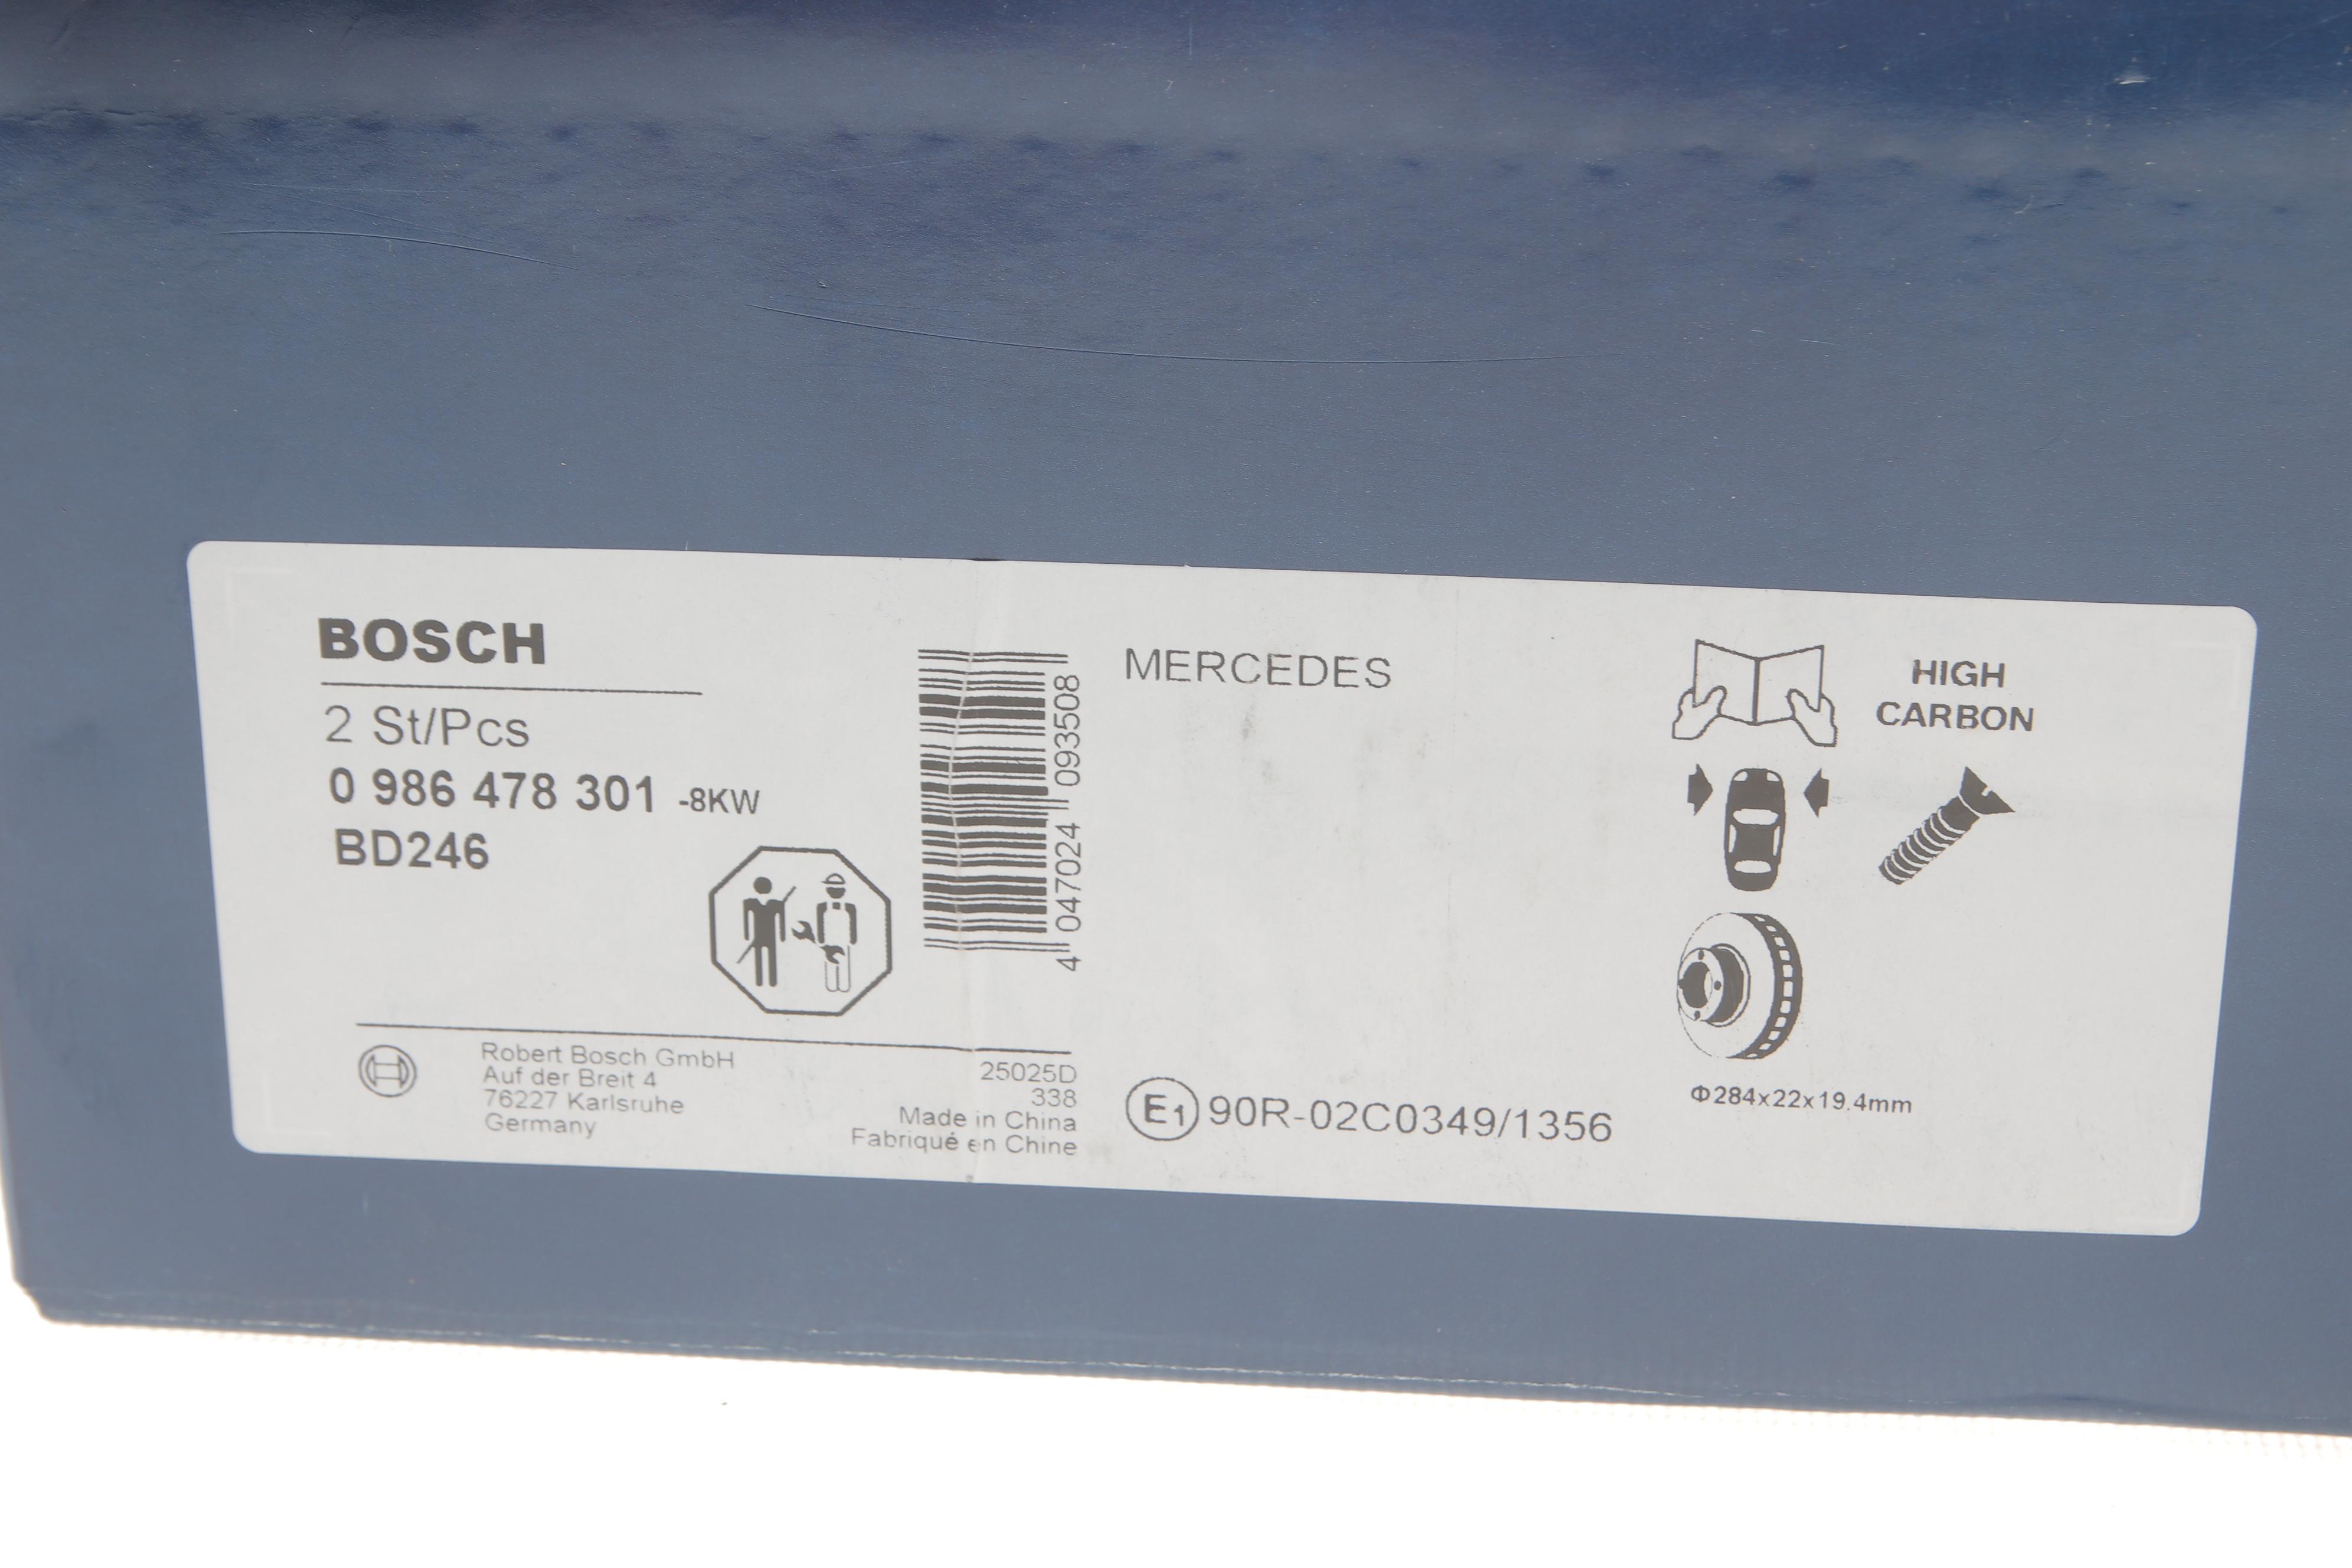 BOSCH
2 St/Pcs
0 986 478 301 -8KW
BD246
4 047024 093508
Robert Bosch GmbH
Auf der Breit 4
76227 Karlsruhe
Germany
25025D
338
Made in China
Fabriqué en Chine
MERCEDES
E1 90R-02C0349/1356
HIGH
CARBON
Φ284x22x19.4mm